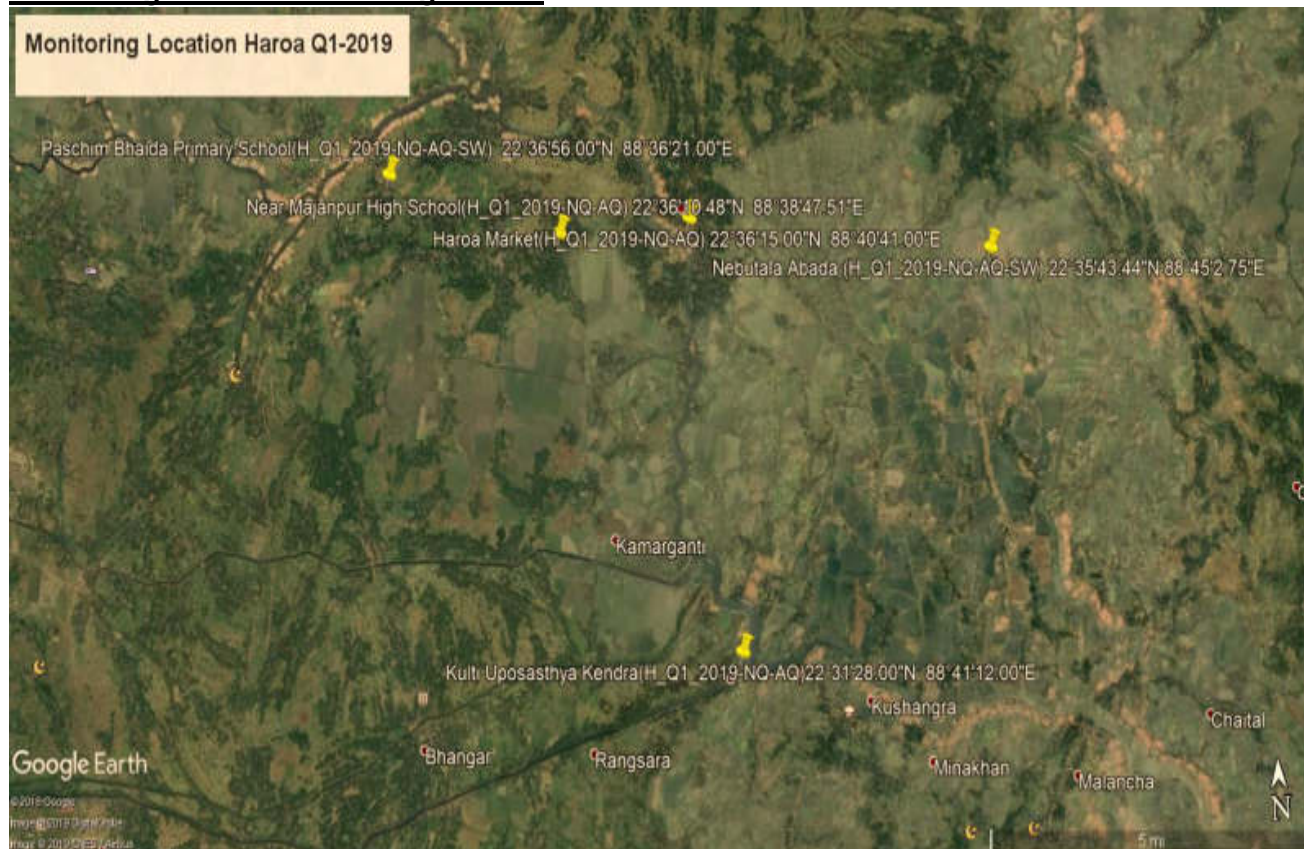 Monitoring Location Haroa Q1-2019
Paschim Bhaida Primary School(H_Q1_2019-NQ-AQ-SW) 22°36'56.00"N 88°36'21.00"E
Near Majanpur High School(H_Q1_2019-NQ-AQ) 22°36' 48"N 88°38'47.51"E
Haroa Market(H_Q1_2019-NQ-AQ) 22°36'15.00"N 88°40'41.00"E
Nebutala Abada (H_Q1_2019-NQ-AQ-SW) 22°35'43.44"N 88°45'2.75"E
Kamarganti
Kulti Uposasthya Kendra(H_Q1_2019-NQ-AQ)22°31'28.00"N 88°41'12.00"E
Kushangra
Chaital
Bhangar
Rangsara
Minakhan
Malancha
Google Earth
N
©2018 Google
5 mi